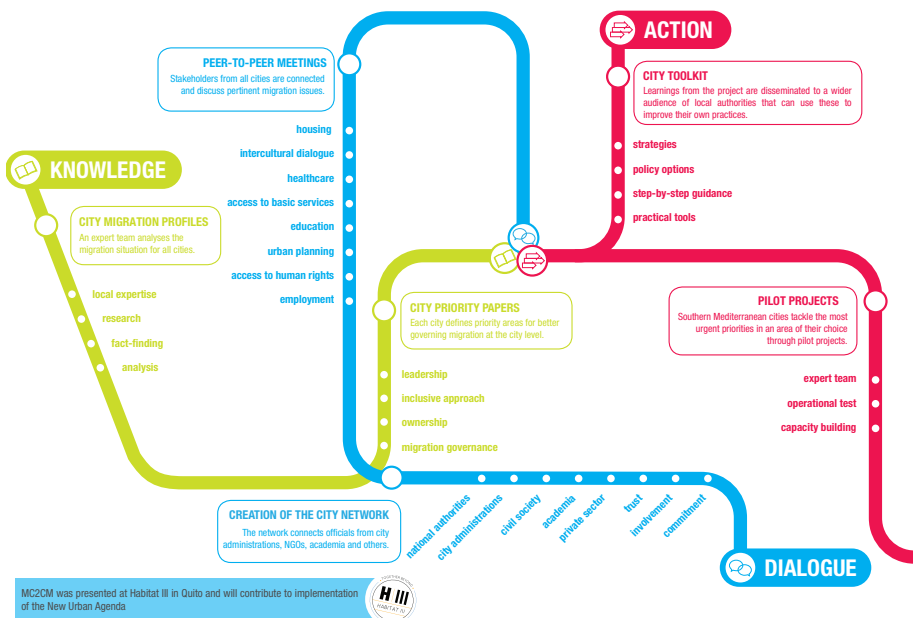 KNOWLEDGE
CITY MIGRATION PROFILES
An expert team analyses the
migration situation for all cities.
local expertise
research
fact-finding
analysis
PEER-TO-PEER MEETINGS
Stakeholders from all cities are connected
and discuss pertinent migration issues.
housing
intercultural dialogue
healthcare
access to basic services
education
urban planning
access to human rights
employment
CITY PRIORITY PAPERS
Each city defines priority areas for better
governing migration at the city level.
leadership
inclusive approach
ownership
migration governance
ACTION
CITY TOOLKIT
Learnings from the project are disseminated to a wider
audience of local authorities that can use these to
improve their own practices.
strategies
policy options
step-by-step guidance
practical tools
PILOT PROJECTS
Southern Mediterranean cities tackle the most
urgent priorities in an area of their choice
through pilot projects.
expert team
operational test
capacity building
CREATION OF THE CITY NETWORK
The network connects officials from city
administrations, NGOs, academia and others.
national authorities
city administrations
civil society
academia
private sector
trust
involvement
commitment
DIALOGUE
MC2CM was presented at Habitat III in Quito and will contribute to implementation
of the New Urban Agenda
H III
HABITAT III